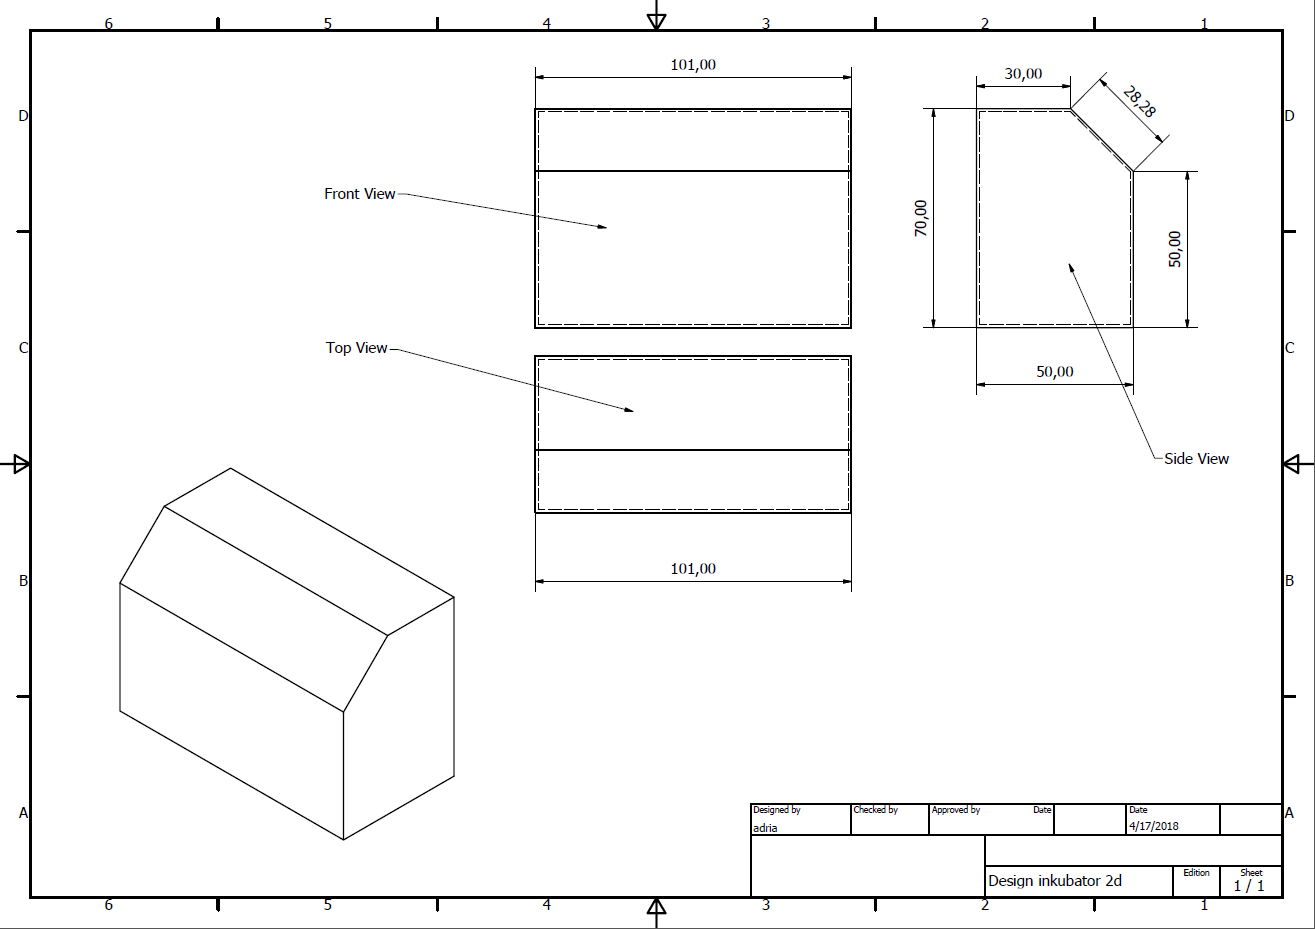 6 5 4 3 2 1
101,00
30,00
28,28
D D
Front View
70,00
50,00
C C
Top View
50,00
Side View
101,00
B B
A A
Designed by Checked by Approved by Date Date
adria 4/17/2018
Design inkubator 2d Edition Sheet
1 / 1
6 5 4 3 2 1